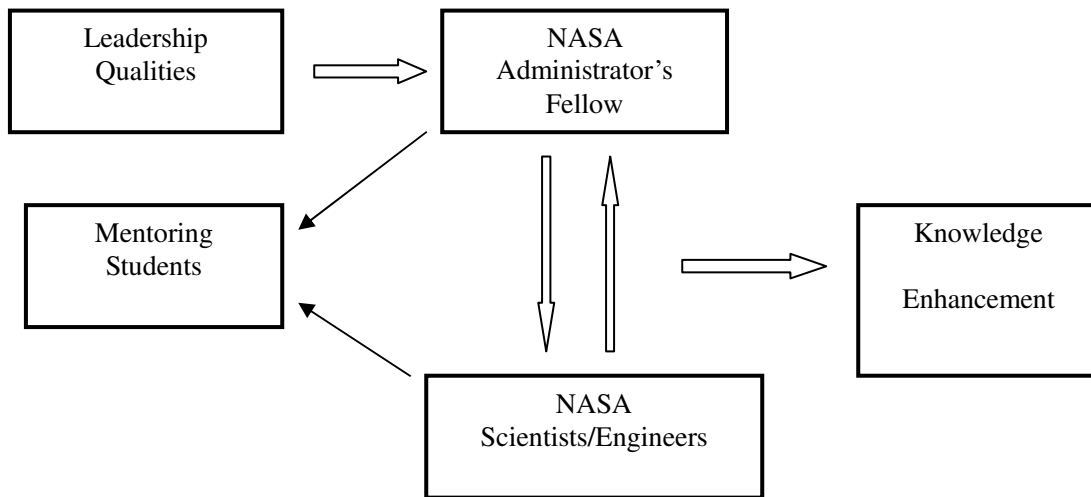 Leadership
Qualities
NASA
Administrator’s
Fellow
Mentoring
Students
Knowledge
Enhancement
NASA
Scientists/Engineers